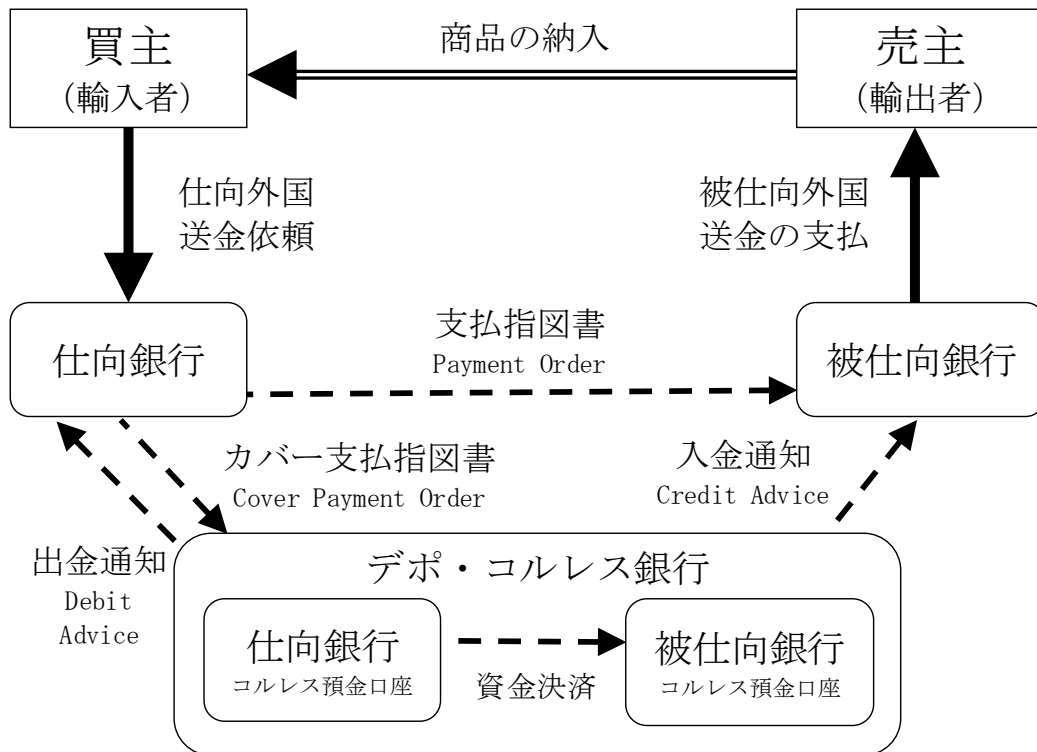 買主
(輸入者)
商品の納入
売主
(輸出者)
仕向外国
送金依頼
被仕向外国
送金の支払
仕向銀行
支払指図書
Payment Order
被仕向銀行
カバー支払指図書
Cover Payment Order
入金通知
Credit Advice
出金通知
Debit
Advice
デポ・コルレス銀行
仕向銀行
コルレス預金口座
資金決済
被仕向銀行
コルレス預金口座